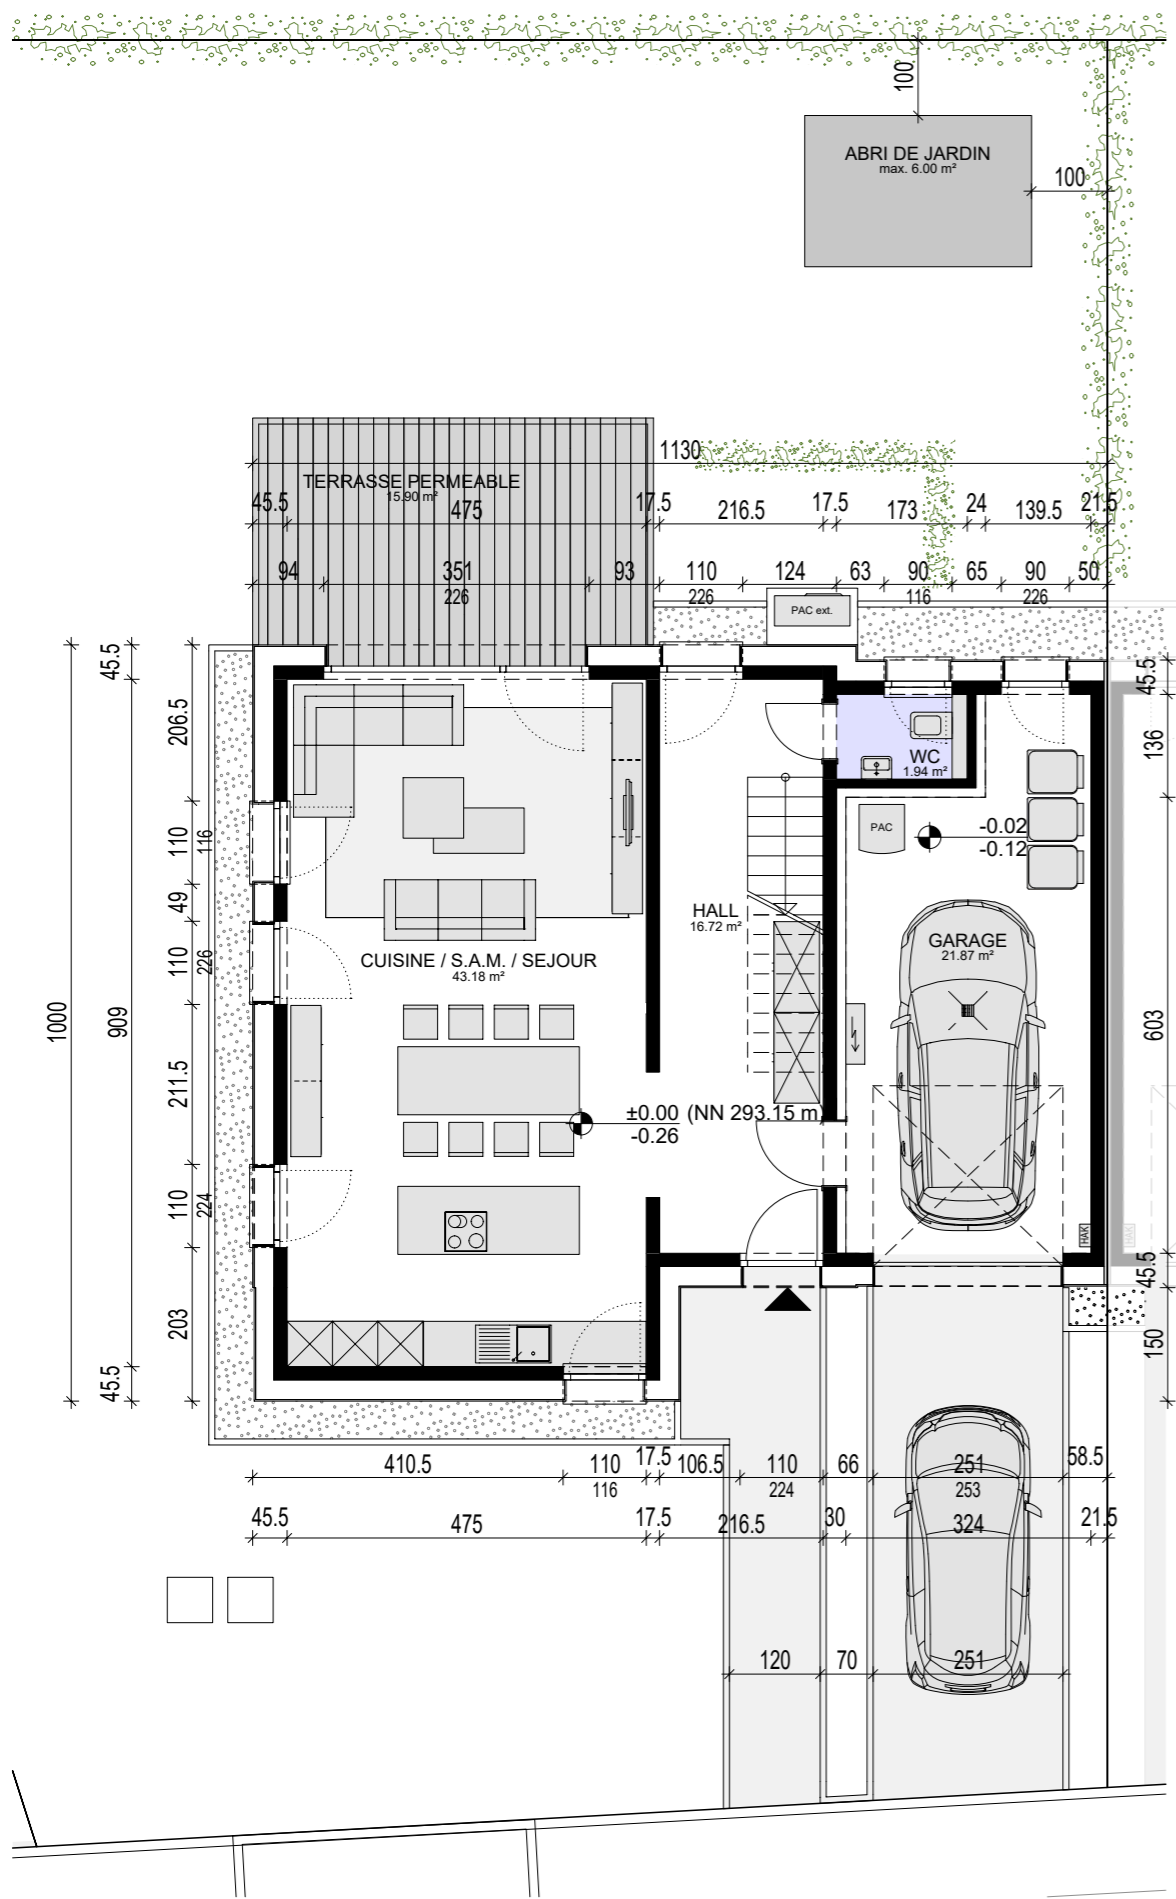 100
ABRI DE JARDIN
max. 6.00 m²
100
1130
TERRASSE PERMEABLE
15.90 m²
45.5 475 17.5 216.5 17.5 173 24 139.5 21.5
94 351 93 110 124 63 90 65 90 50
226 226 116 226
PAC ext.
45.5
206.5
110
116
49
110
226
211.5
110
224
203
45.5
909
1000
45.5
136
603
45.5
150
WC
1.94 m²
PAC
-0.02
-0.12
HALL
16.72 m²
GARAGE
21.87 m²
CUISINE / S.A.M. / SEJOUR
43.18 m²
±0.00 (NN 293.15 m
-0.26
HAK
HAK
410.5 110 17.5 106.5 110 66 251 58.5
116 224 253
45.5 475 17.5 216.5 30 324 21.5
120 70 251